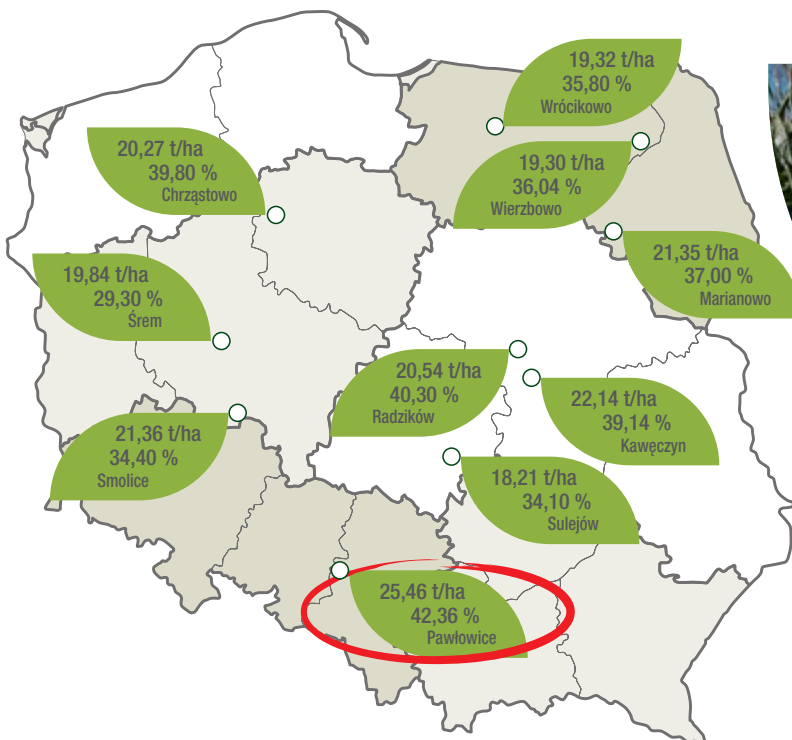 19,32 t/ha
35,80 %
Wrócikowo
20,27 t/ha
39,80 %
Chrząstowo
19,30 t/ha
36,04 %
Wierzbowo
21,35 t/ha
37,00 %
Marianowo
19,84 t/ha
29,30 %
Śrem
20,54 t/ha
40,30 %
Radzików
22,14 t/ha
39,14 %
Kawęczyn
21,36 t/ha
34,40 %
Smolice
18,21 t/ha
34,10 %
Sulejów
25,46 t/ha
42,36 %
Pawłowice